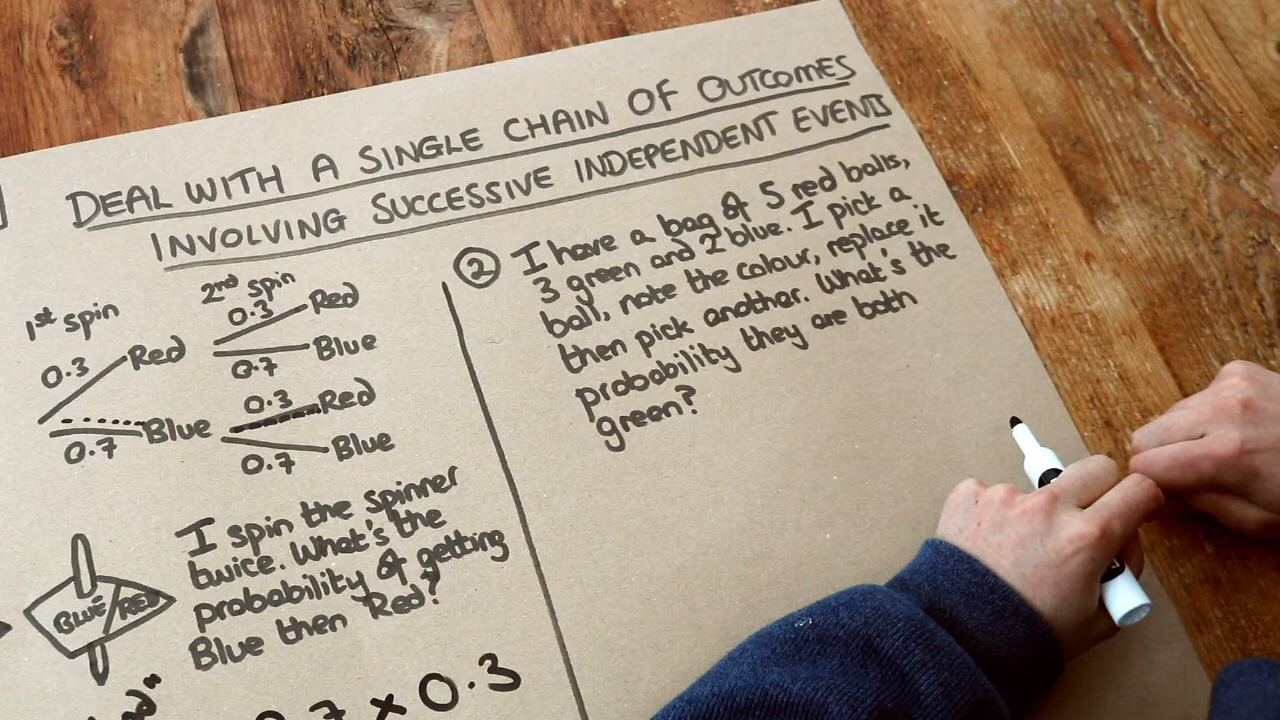 DEAL WITH A SINGLE CHAIN OF OUTCOMES
INVOLVING SUCCESSIVE INDEPENDENT EVENTS
1st spin
2nd spin
0.3
Red
0.3
Red
Blue
0.7
0.3
Red
Blue
0.7
Blue
0.7
BLUE RED
I spin the spinner
twice. What's the
probability of getting
Blue then Red?
0.7 × 0.3
2 I have a bag of 5 red balls,
3 green and 2 blue. I pick a
ball, note the colour, replace it
then pick another. What's the
probability they are both
green?